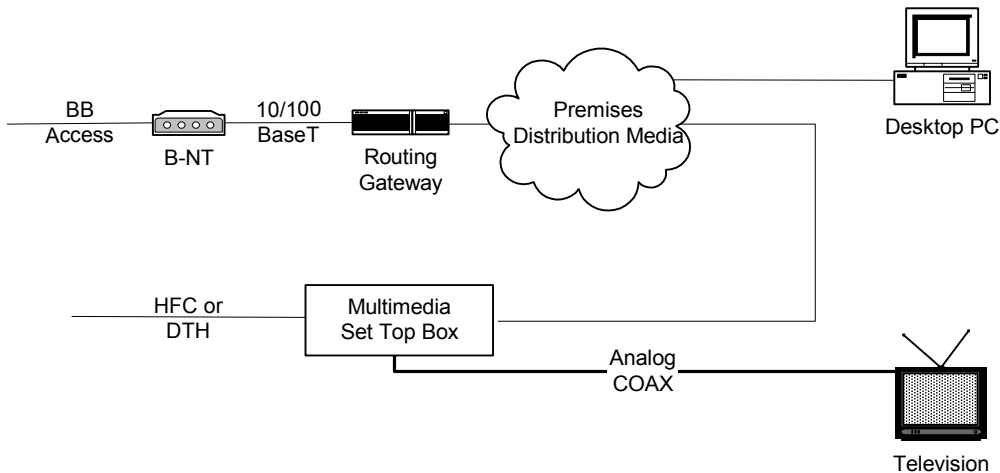 BB
Access
B-NT
10/100
BaseT
Routing
Gateway
Premises
Distribution Media
Desktop PC
HFC or
DTH
Multimedia
Set Top Box
Analog
COAX
Television